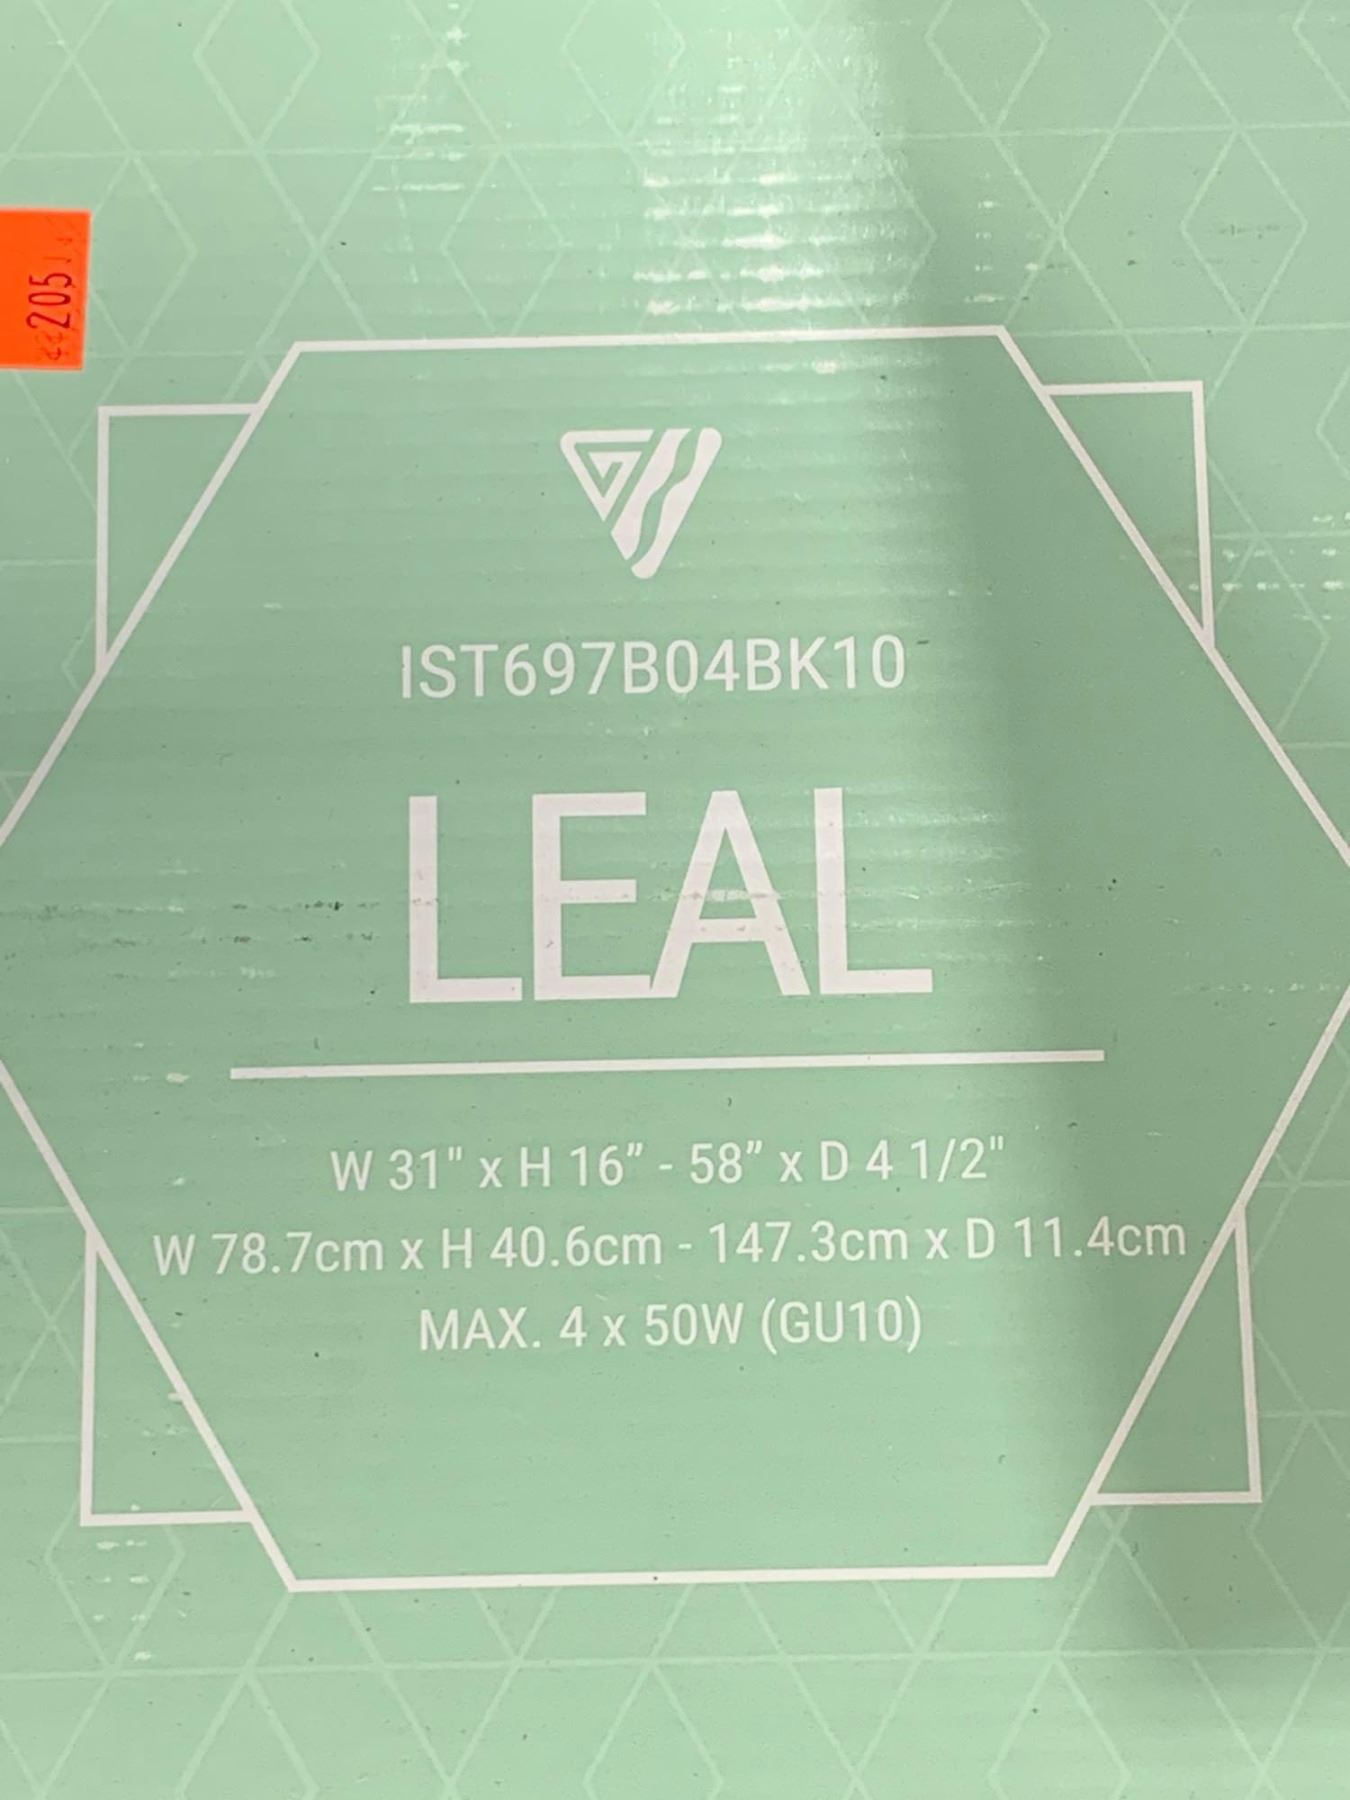 205
IST697B04BK10
LEAL
W 31" x H 16” - 58” x D 4 1/2"
W 78.7cm x H 40.6cm - 147.3cm x D 11.4cm
MAX. 4 x 50W (GU10)